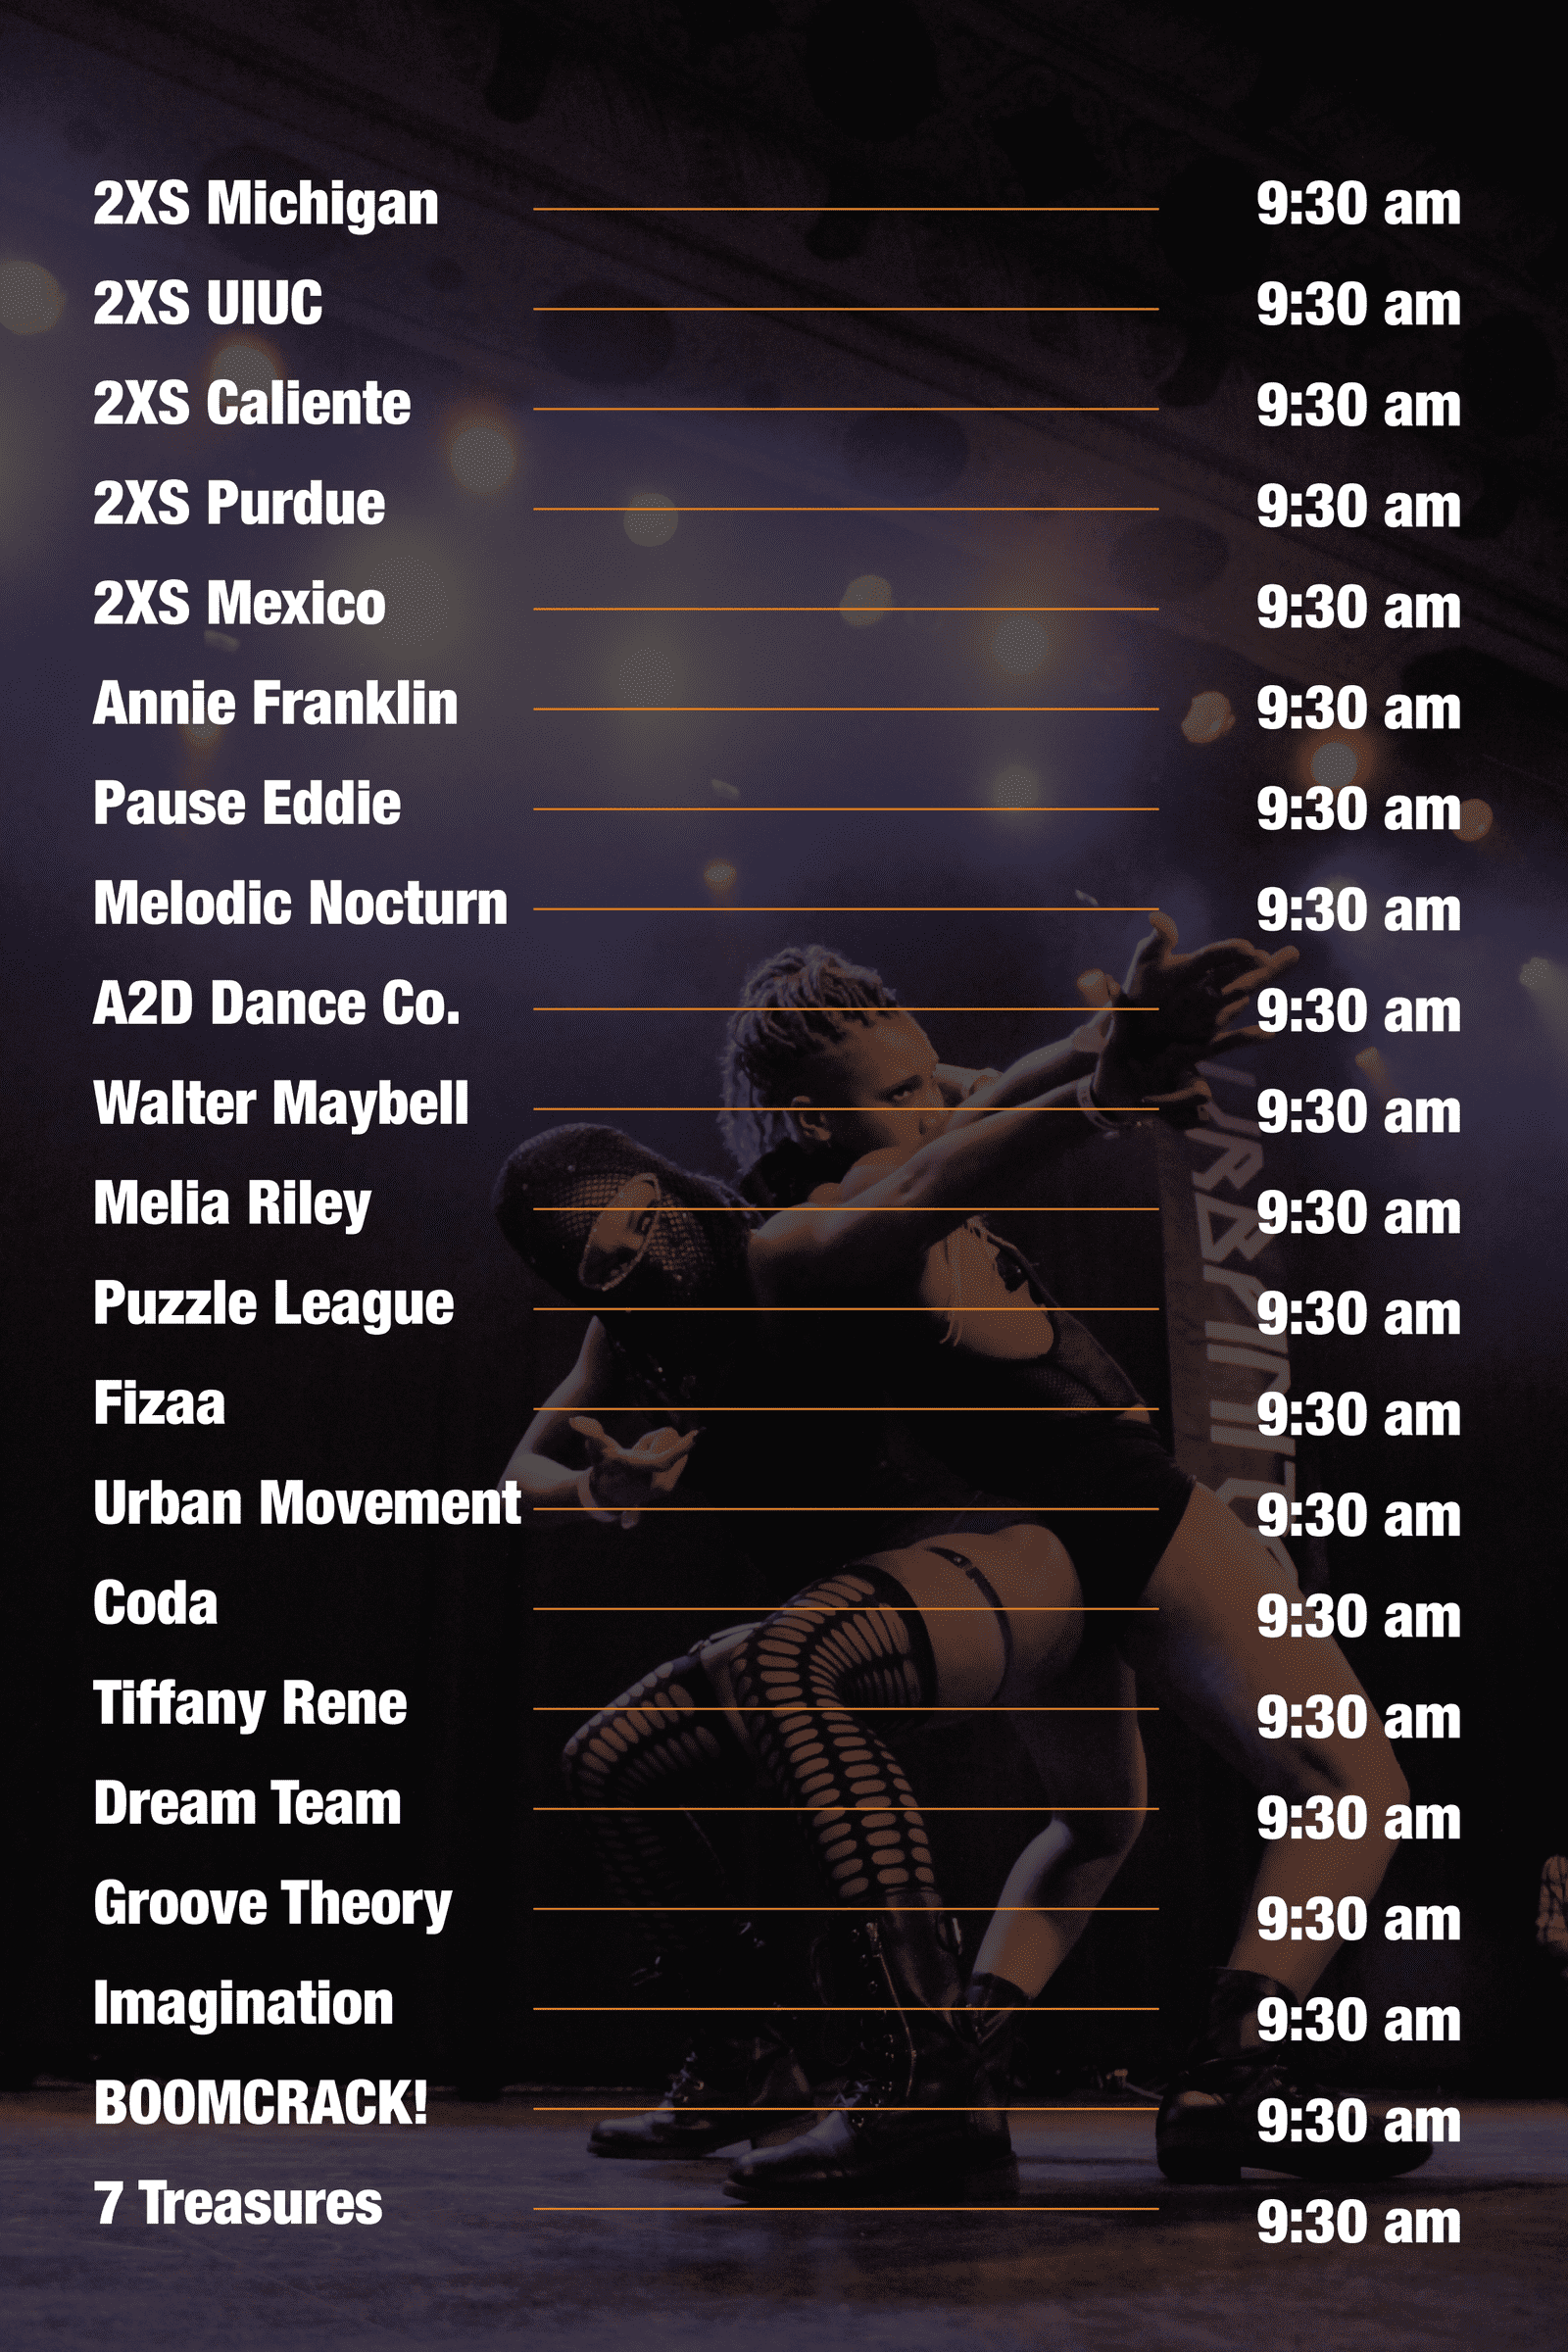 2XS Michigan 9:30 am
2XS UIUC 9:30 am
2XS Caliente 9:30 am
2XS Purdue 9:30 am
2XS Mexico 9:30 am
Annie Franklin 9:30 am
Pause Eddie 9:30 am
Melodic Nocturn 9:30 am
A2D Dance Co. 9:30 am
Walter Maybell 9:30 am
Melia Riley 9:30 am
Puzzle League 9:30 am
Fizaa 9:30 am
Urban Movement 9:30 am
Coda 9:30 am
Tiffany Rene 9:30 am
Dream Team 9:30 am
Groove Theory 9:30 am
Imagination 9:30 am
BOOMCRACK! 9:30 am
7 Treasures 9:30 am